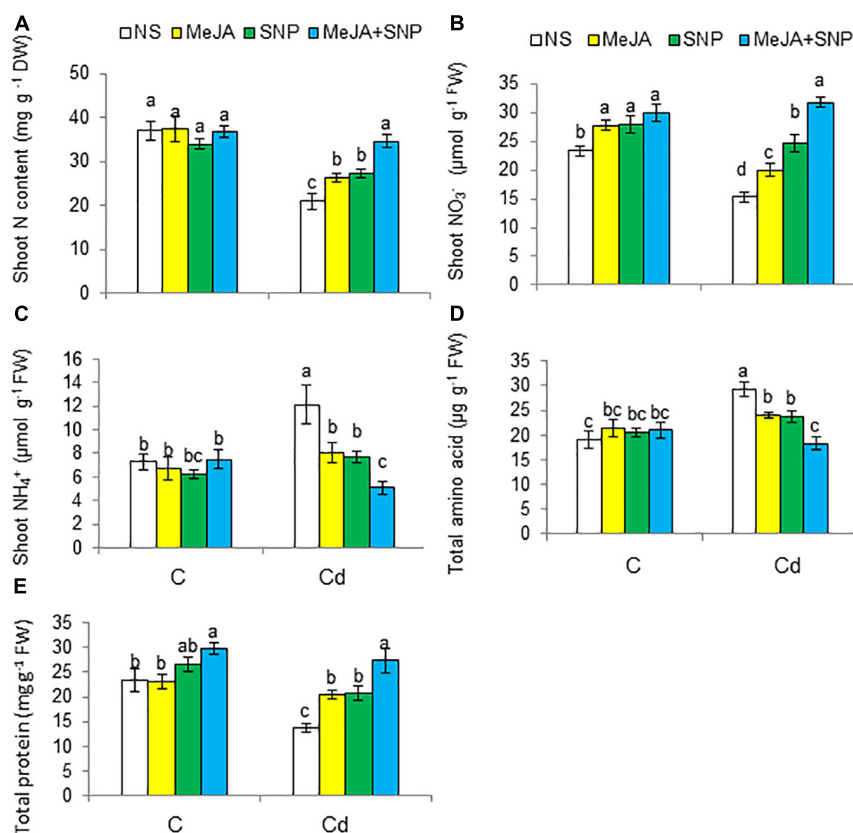 A
NS MeJA SNP MeJA+SNP
Shoot N content (mg g -1 DW)
50
40
30
20
10
0
a a a a
c b b a
B
NS MeJA SNP MeJA+SNP
Shoot NO3- (µmol g-1 FW)
35
30
25
20
15
10
5
0
b a a a
d c b a
C
Shoot NH4+ (µmol g-1 FW)
16
14
12
10
8
6
4
2
0
b b bc b
a b b c
C Cd
D
Total amino acid (µg g-1 FW)
35
30
25
20
15
10
5
0
c bc bc bc
a b b c
C Cd
E
Total protein (mgg-1 FW)
35
30
25
20
15
10
5
0
b b ab a
c b b a
C Cd